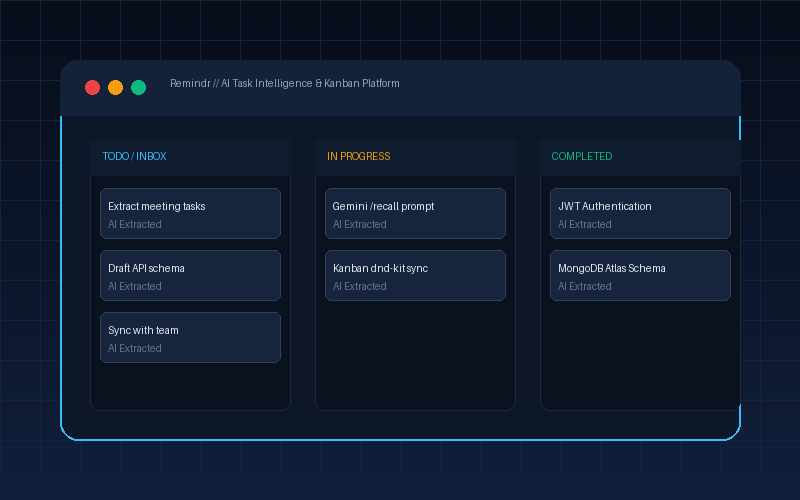 Remindr // AI Task Intelligence & Kanban Platform
TODO / INBOX
Extract meeting tasks
AI Extracted
Draft API schema
AI Extracted
Sync with team
AI Extracted
IN PROGRESS
Gemini /recall prompt
AI Extracted
Kanban dnd-kit sync
AI Extracted
COMPLETED
JWT Authentication
AI Extracted
MongoDB Atlas Schema
AI Extracted